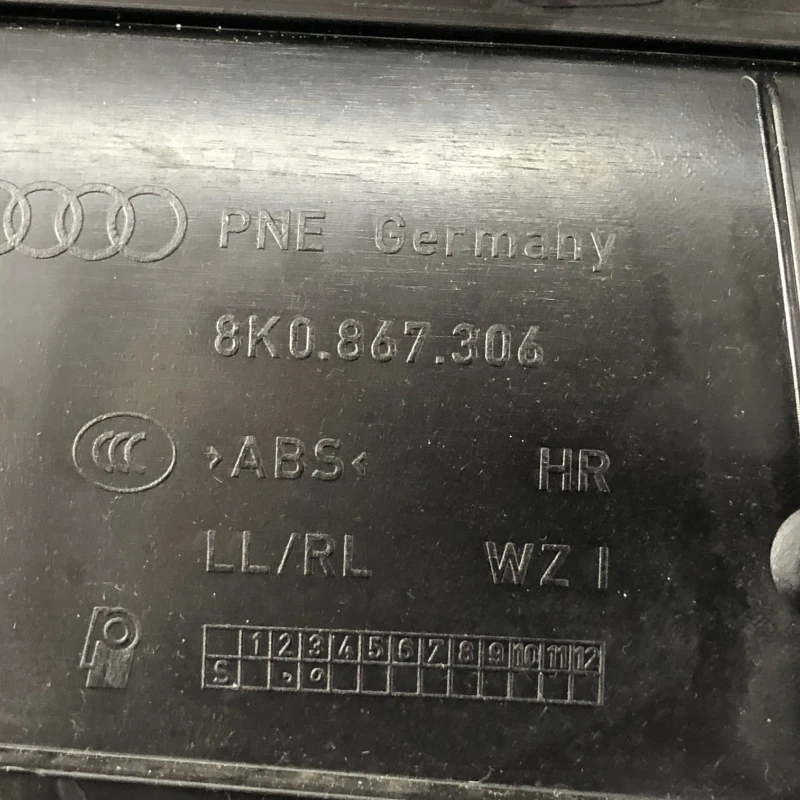 PNE Germany
8K0.867.306
CCC >ABS< HR
LL/RL WZ I
1 2 3 4 5 6 7 8 9 10 11 12
S